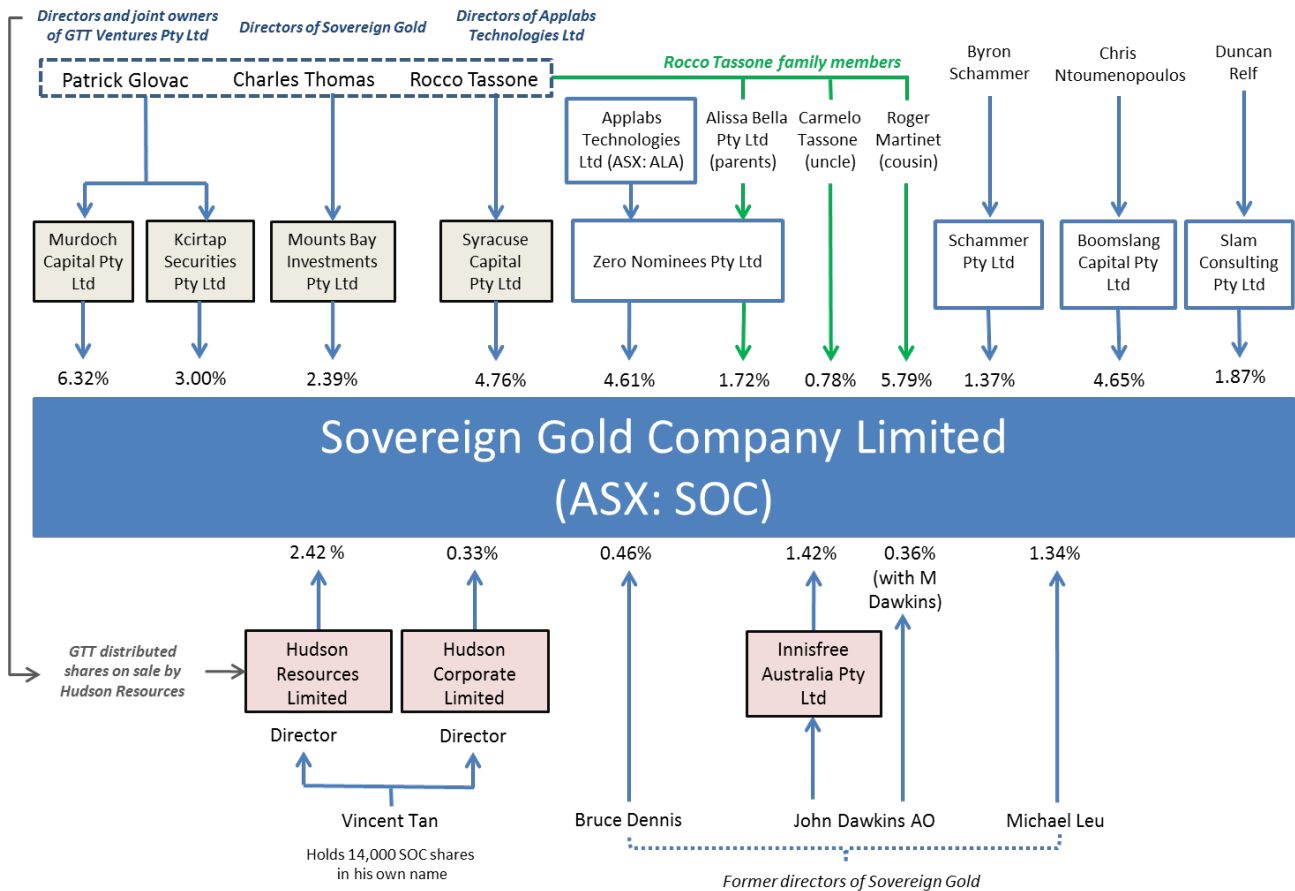 Directors and joint owners
of GTT Ventures Pty Ltd
Directors of Sovereign Gold
Directors of Applabs
Technologies Ltd
Patrick Glovac
Charles Thomas
Rocco Tassone
Rocco Tassone family members
Byron
Schammer
Chris
Ntoumenopoulos
Duncan
Relf
Applabs
Technologies
Ltd (ASX: ALA)
Alissa Bella
Pty Ltd
(parents)
Carmelo
Tassone
(uncle)
Roger
Martinet
(cousin)
Murdoch
Capital Pty
Ltd
Kcirtap
Securities
Pty Ltd
Mounts Bay
Investments
Pty Ltd
Syracuse
Capital
Pty Ltd
Zero Nominees Pty Ltd
Schammer
Pty Ltd
Boomslang
Capital Pty
Ltd
Slam
Consulting
Pty Ltd
6.32%
3.00%
2.39%
4.76%
4.61%
1.72%
0.78%
5.79%
1.37%
4.65%
1.87%
Sovereign Gold Company Limited
(ASX: SOC)
2.42 %
0.33%
0.46%
1.42%
0.36%
(with M
Dawkins)
1.34%
GTT distributed
shares on sale by
Hudson Resources
Hudson
Resources
Limited
Hudson
Corporate
Limited
Innisfree
Australia Pty
Ltd
Director
Director
Vincent Tan
Holds 14,000 SOC shares
in his own name
Bruce Dennis
John Dawkins AO
Michael Leu
Former directors of Sovereign Gold